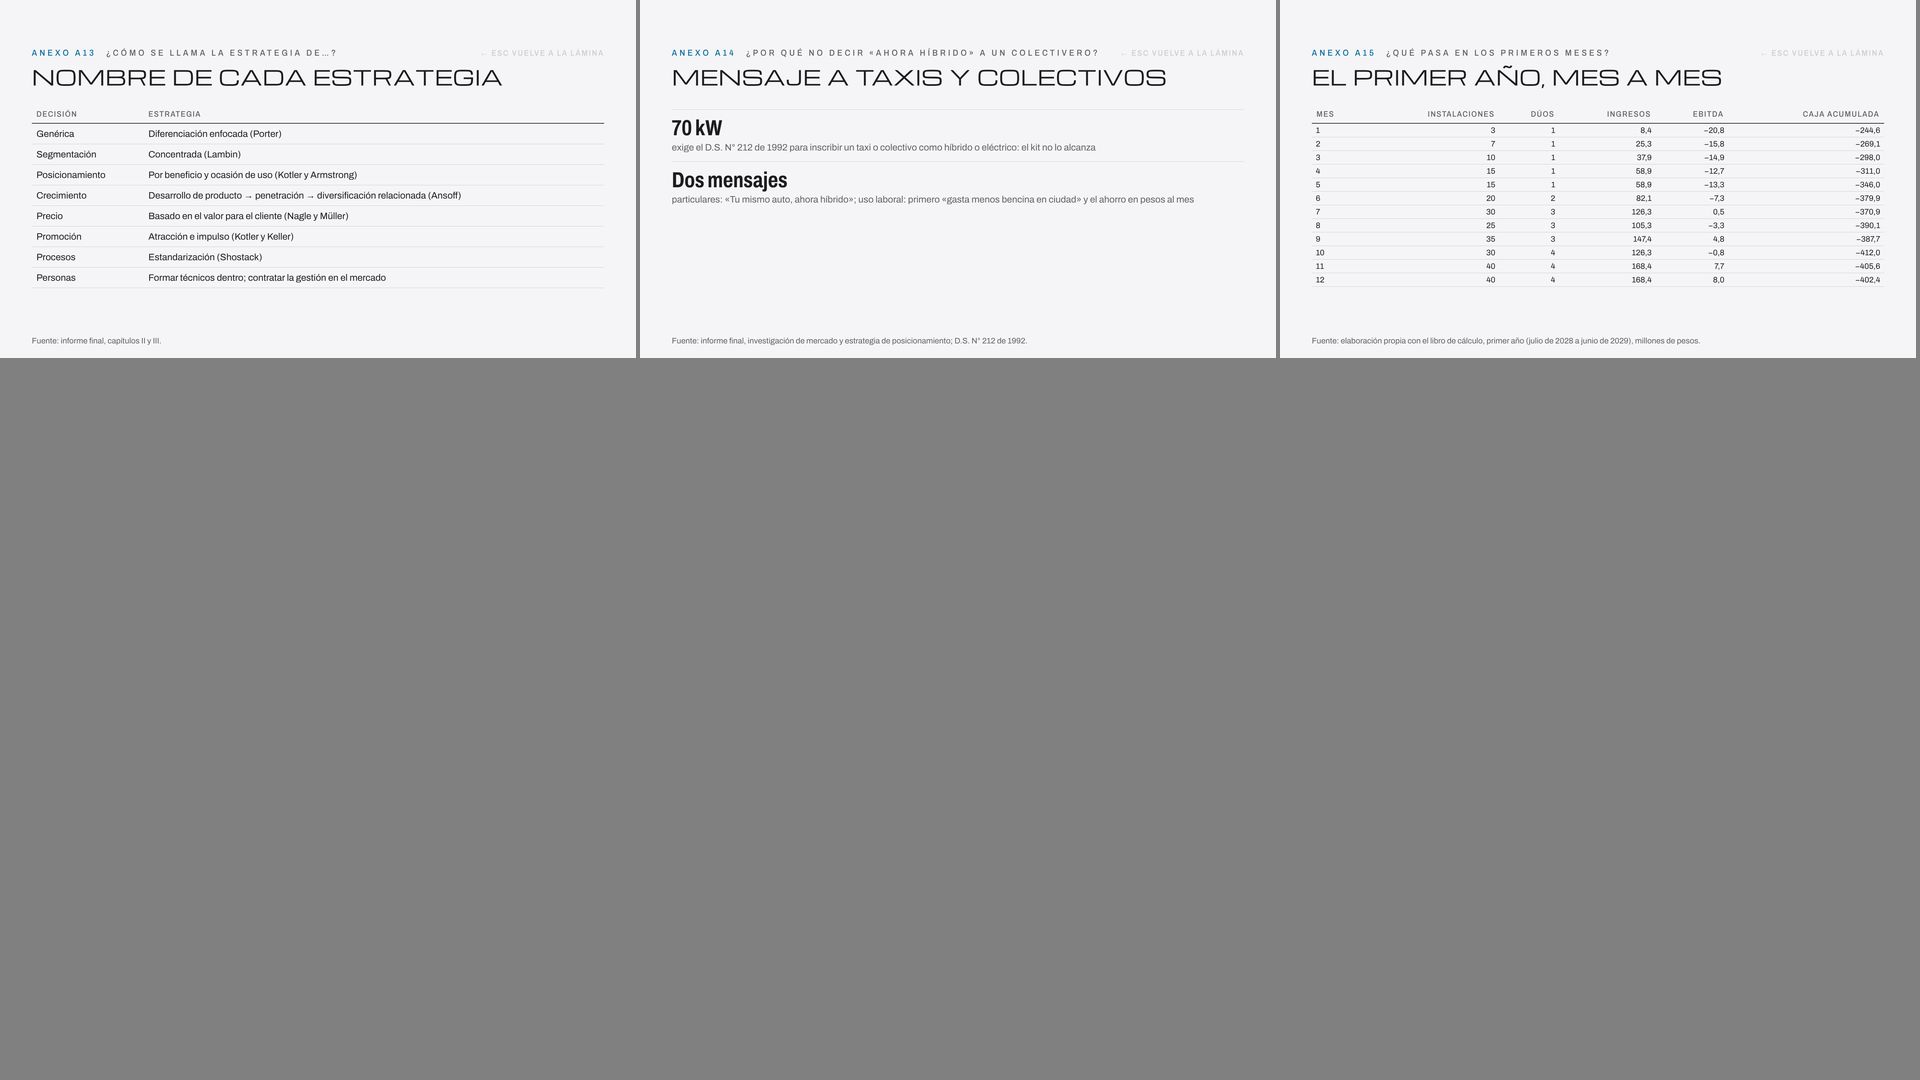 ANEXO A13 ¿CÓMO SE LLAMA LA ESTRATEGIA DE…? ← ESC VUELVE A LA LÁMINA
NOMBRE DE CADA ESTRATEGIA
DECISIÓN ESTRATEGIA
Genérica Diferenciación enfocada (Porter)
Segmentación Concentrada (Lambin)
Posicionamiento Por beneficio y ocasión de uso (Kotler y Armstrong)
Crecimiento Desarrollo de producto → penetración → diversificación relacionada (Ansoff)
Precio Basado en el valor para el cliente (Nagle y Müller)
Promoción Atracción e impulso (Kotler y Keller)
Procesos Estandarización (Shostack)
Personas Formar técnicos dentro; contratar la gestión en el mercado
Fuente: informe final, capítulos II y III.
ANEXO A14 ¿POR QUÉ NO DECIR «AHORA HÍBRIDO» A UN COLECTIVERO? ← ESC VUELVE A LA LÁMINA
MENSAJE A TAXIS Y COLECTIVOS
70 kW
exige el D.S. N° 212 de 1992 para inscribir un taxi o colectivo como híbrido o eléctrico: el kit no lo alcanza
Dos mensajes
particulares: «Tu mismo auto, ahora híbrido»; uso laboral: primero «gasta menos bencina en ciudad» y el ahorro en pesos al mes
Fuente: informe final, investigación de mercado y estrategia de posicionamiento; D.S. N° 212 de 1992.
ANEXO A15 ¿QUÉ PASA EN LOS PRIMEROS MESES? ← ESC VUELVE A LA LÁMINA
EL PRIMER AÑO, MES A MES
MES INSTALACIONES DÚOS INGRESOS EBITDA CAJA ACUMULADA
1 3 1 8,4 −20,8 −244,6
2 7 1 25,3 −15,8 −269,1
3 10 1 37,9 −14,9 −298,0
4 15 1 58,9 −12,7 −311,0
5 15 1 58,9 −13,3 −346,0
6 20 2 82,1 −7,3 −379,9
7 30 3 126,3 0,5 −370,9
8 25 3 105,3 −3,3 −390,1
9 35 3 147,4 4,8 −387,7
10 30 4 126,3 −0,8 −412,0
11 40 4 168,4 7,7 −405,6
12 40 4 168,4 8,0 −402,4
Fuente: elaboración propia con el libro de cálculo, primer año (julio de 2028 a junio de 2029), millones de pesos.